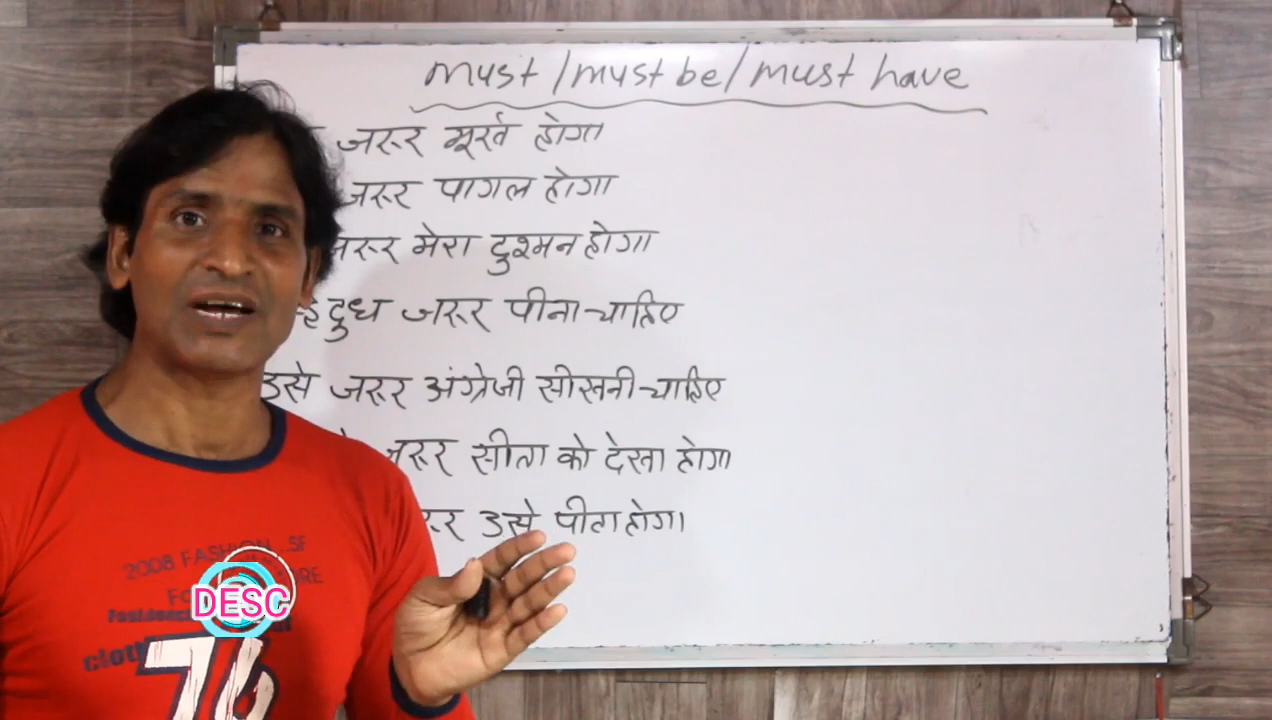 must / must be / must have
जरूर मूर्ख होगा
जरूर पागल होगा
जरूर मेरा दुश्मन होगा
दुध जरूर पीना चाहिए
उसे जरूर अंग्रेजी सीखनी चाहिए
जरूर सीता को देखा होगा
उसे पीता होगा
2008 FASHION
DESC
76